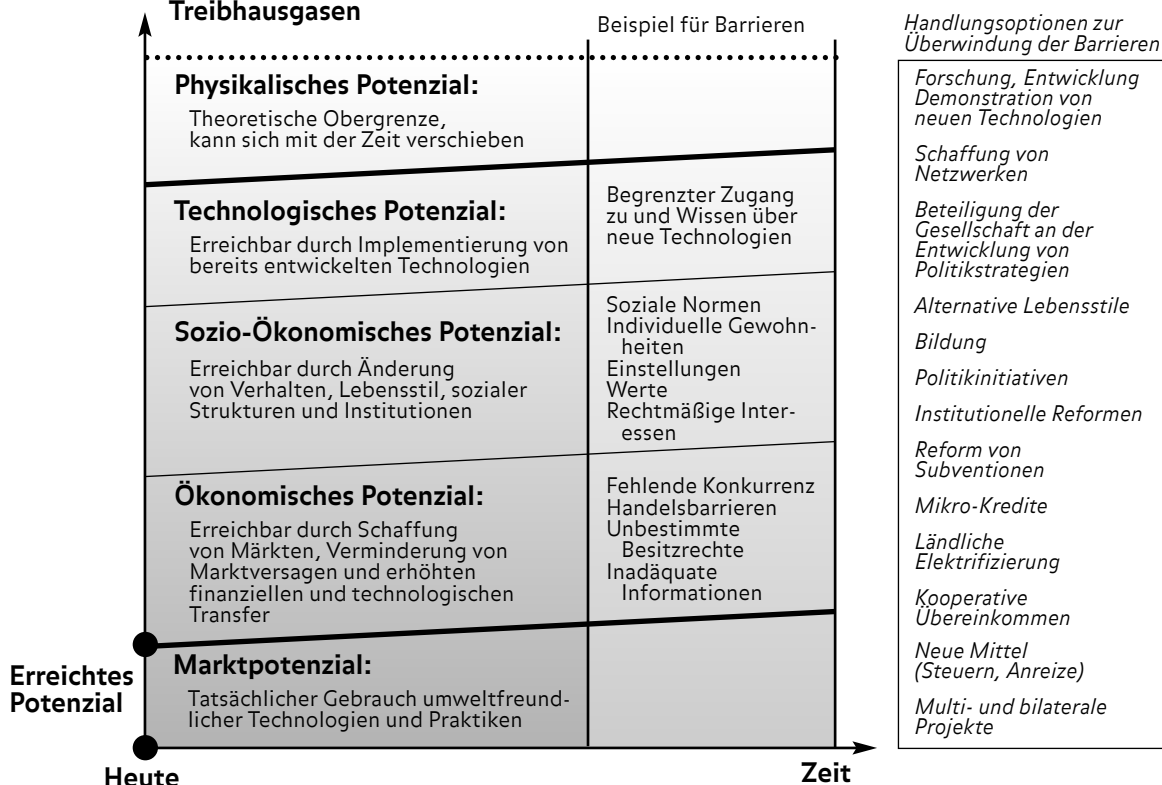 Treibhausgasen
Beispiel für Barrieren
Handlungsoptionen zur
Überwindung der Barrieren
Physikalisches Potenzial:
Theoretische Obergrenze,
kann sich mit der Zeit verschieben
Technologisches Potenzial:
Erreichbar durch Implementierung von
bereits entwickelten Technologien
Begrenzter Zugang
zu und Wissen über
neue Technologien
Sozio-Ökonomisches Potenzial:
Erreichbar durch Änderung
von Verhalten, Lebensstil, sozialer
Strukturen und Institutionen
Soziale Normen
Individuelle Gewohn-
heiten
Einstellungen
Werte
Rechtmäßige Inter-
essen
Ökonomisches Potenzial:
Erreichbar durch Schaffung
von Märkten, Verminderung von
Marktversagen und erhöhten
finanziellen und technologischen
Transfer
Fehlende Konkurrenz
Handelsbarrieren
Unbestimmte
Besitzrechte
Inadäquate
Informationen
Marktpotenzial:
Tatsächlicher Gebrauch umweltfreund-
licher Technologien und Praktiken
Erreichtes
Potenzial
Heute
Zeit
Forschung, Entwicklung
Demonstration von
neuen Technologien
Schaffung von
Netzwerken
Beteiligung der
Gesellschaft an der
Entwicklung von
Politikstrategien
Alternative Lebensstile
Bildung
Politikinitiativen
Institutionelle Reformen
Reform von
Subventionen
Mikro-Kredite
Ländliche
Elektrifizierung
Kooperative
Übereinkommen
Neue Mittel
(Steuern, Anreize)
Multi- und bilaterale
Projekte